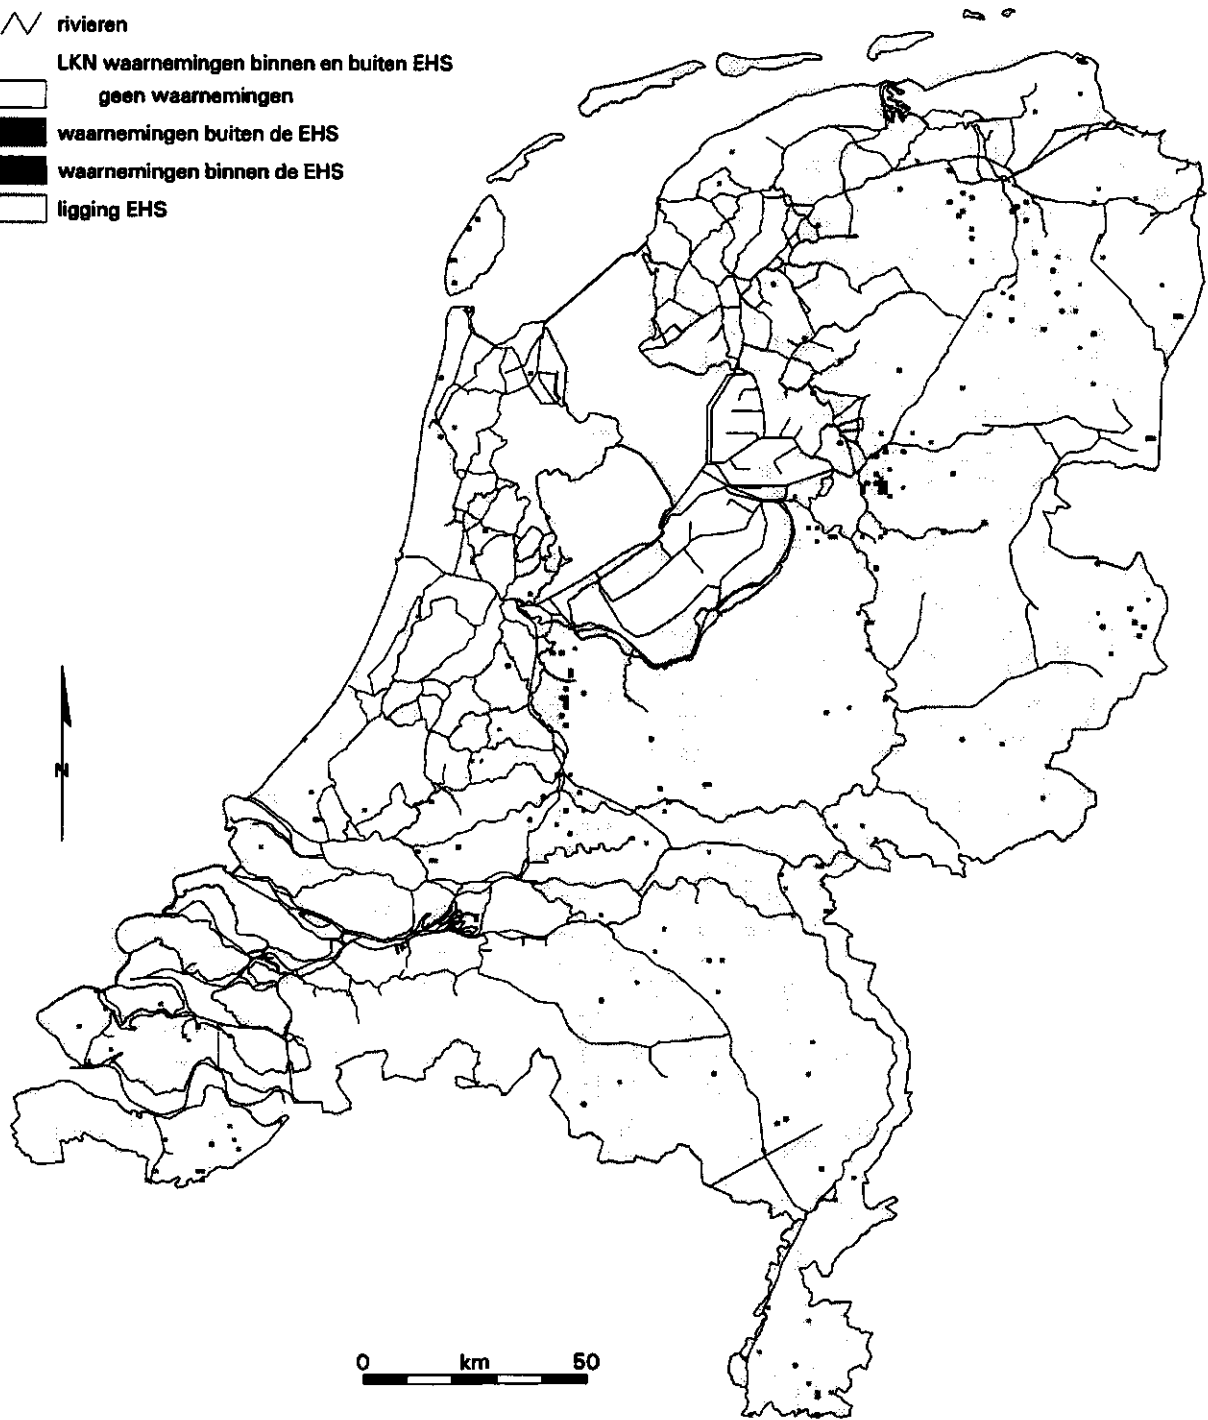 rivieren
LKN waarnemingen binnen en buiten EHS
geen waarnemingen
waarnemingen buiten de EHS
waarnemingen binnen de EHS
ligging EHS
N
0 km 50